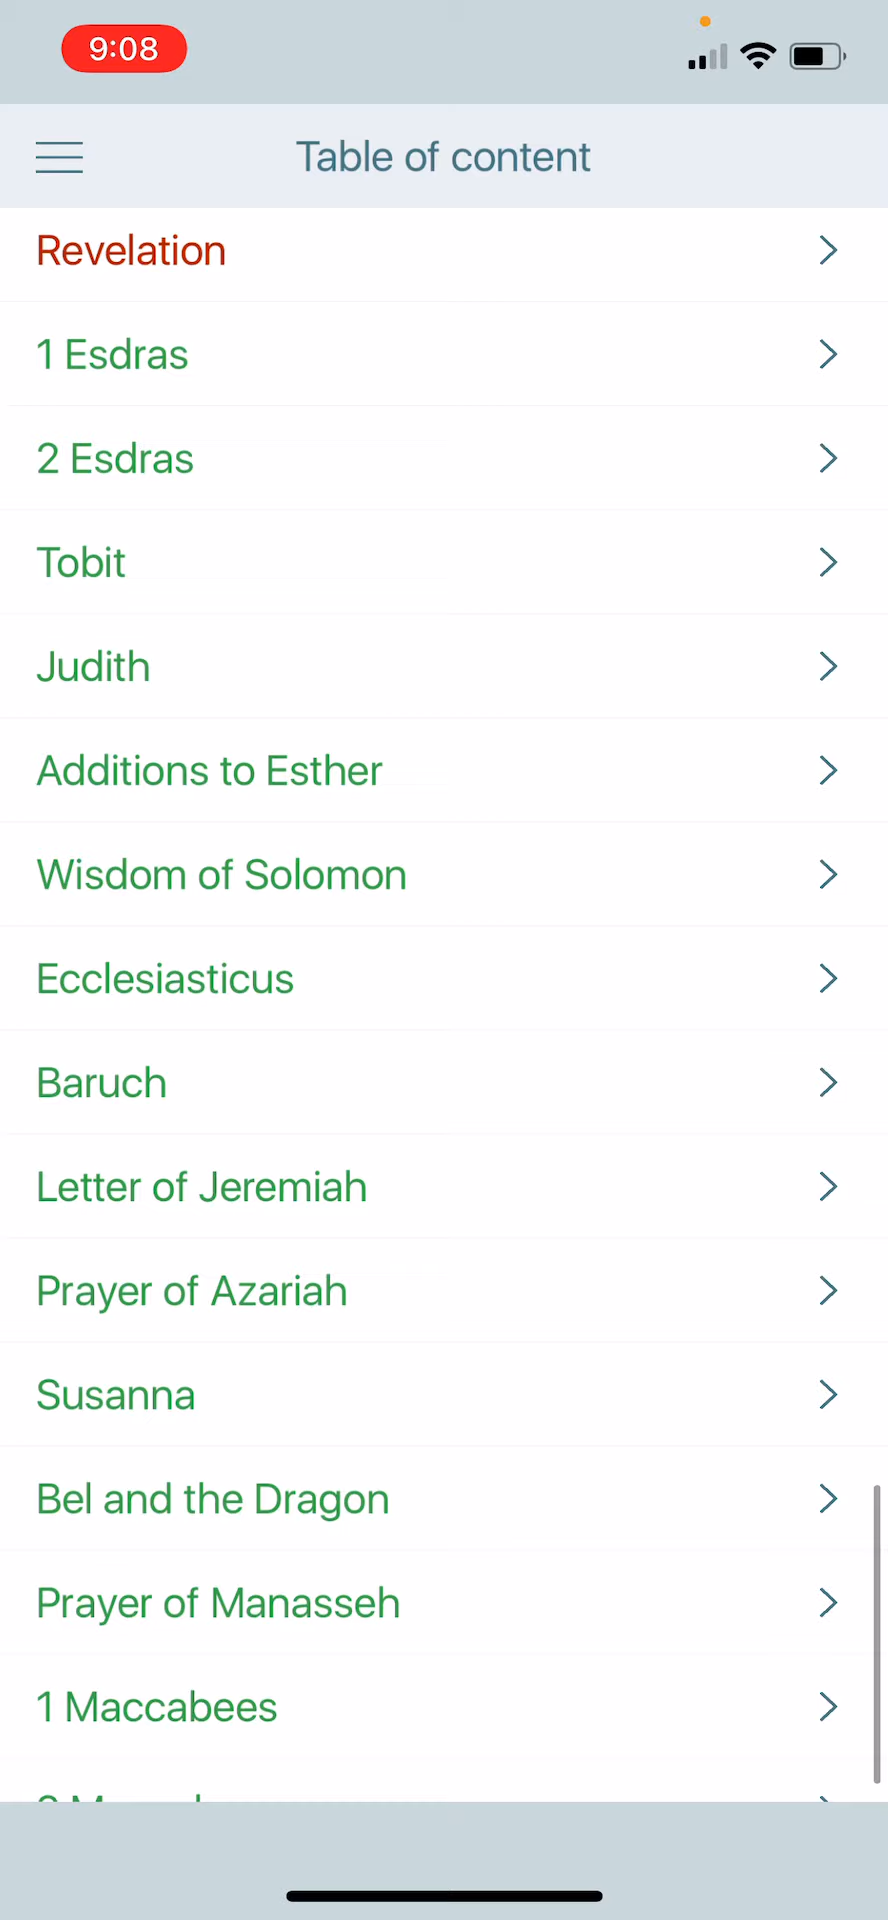 9:08
Table of content
Revelation
1 Esdras
2 Esdras
Tobit
Judith
Additions to Esther
Wisdom of Solomon
Ecclesiasticus
Baruch
Letter of Jeremiah
Prayer of Azariah
Susanna
Bel and the Dragon
Prayer of Manasseh
1 Maccabees